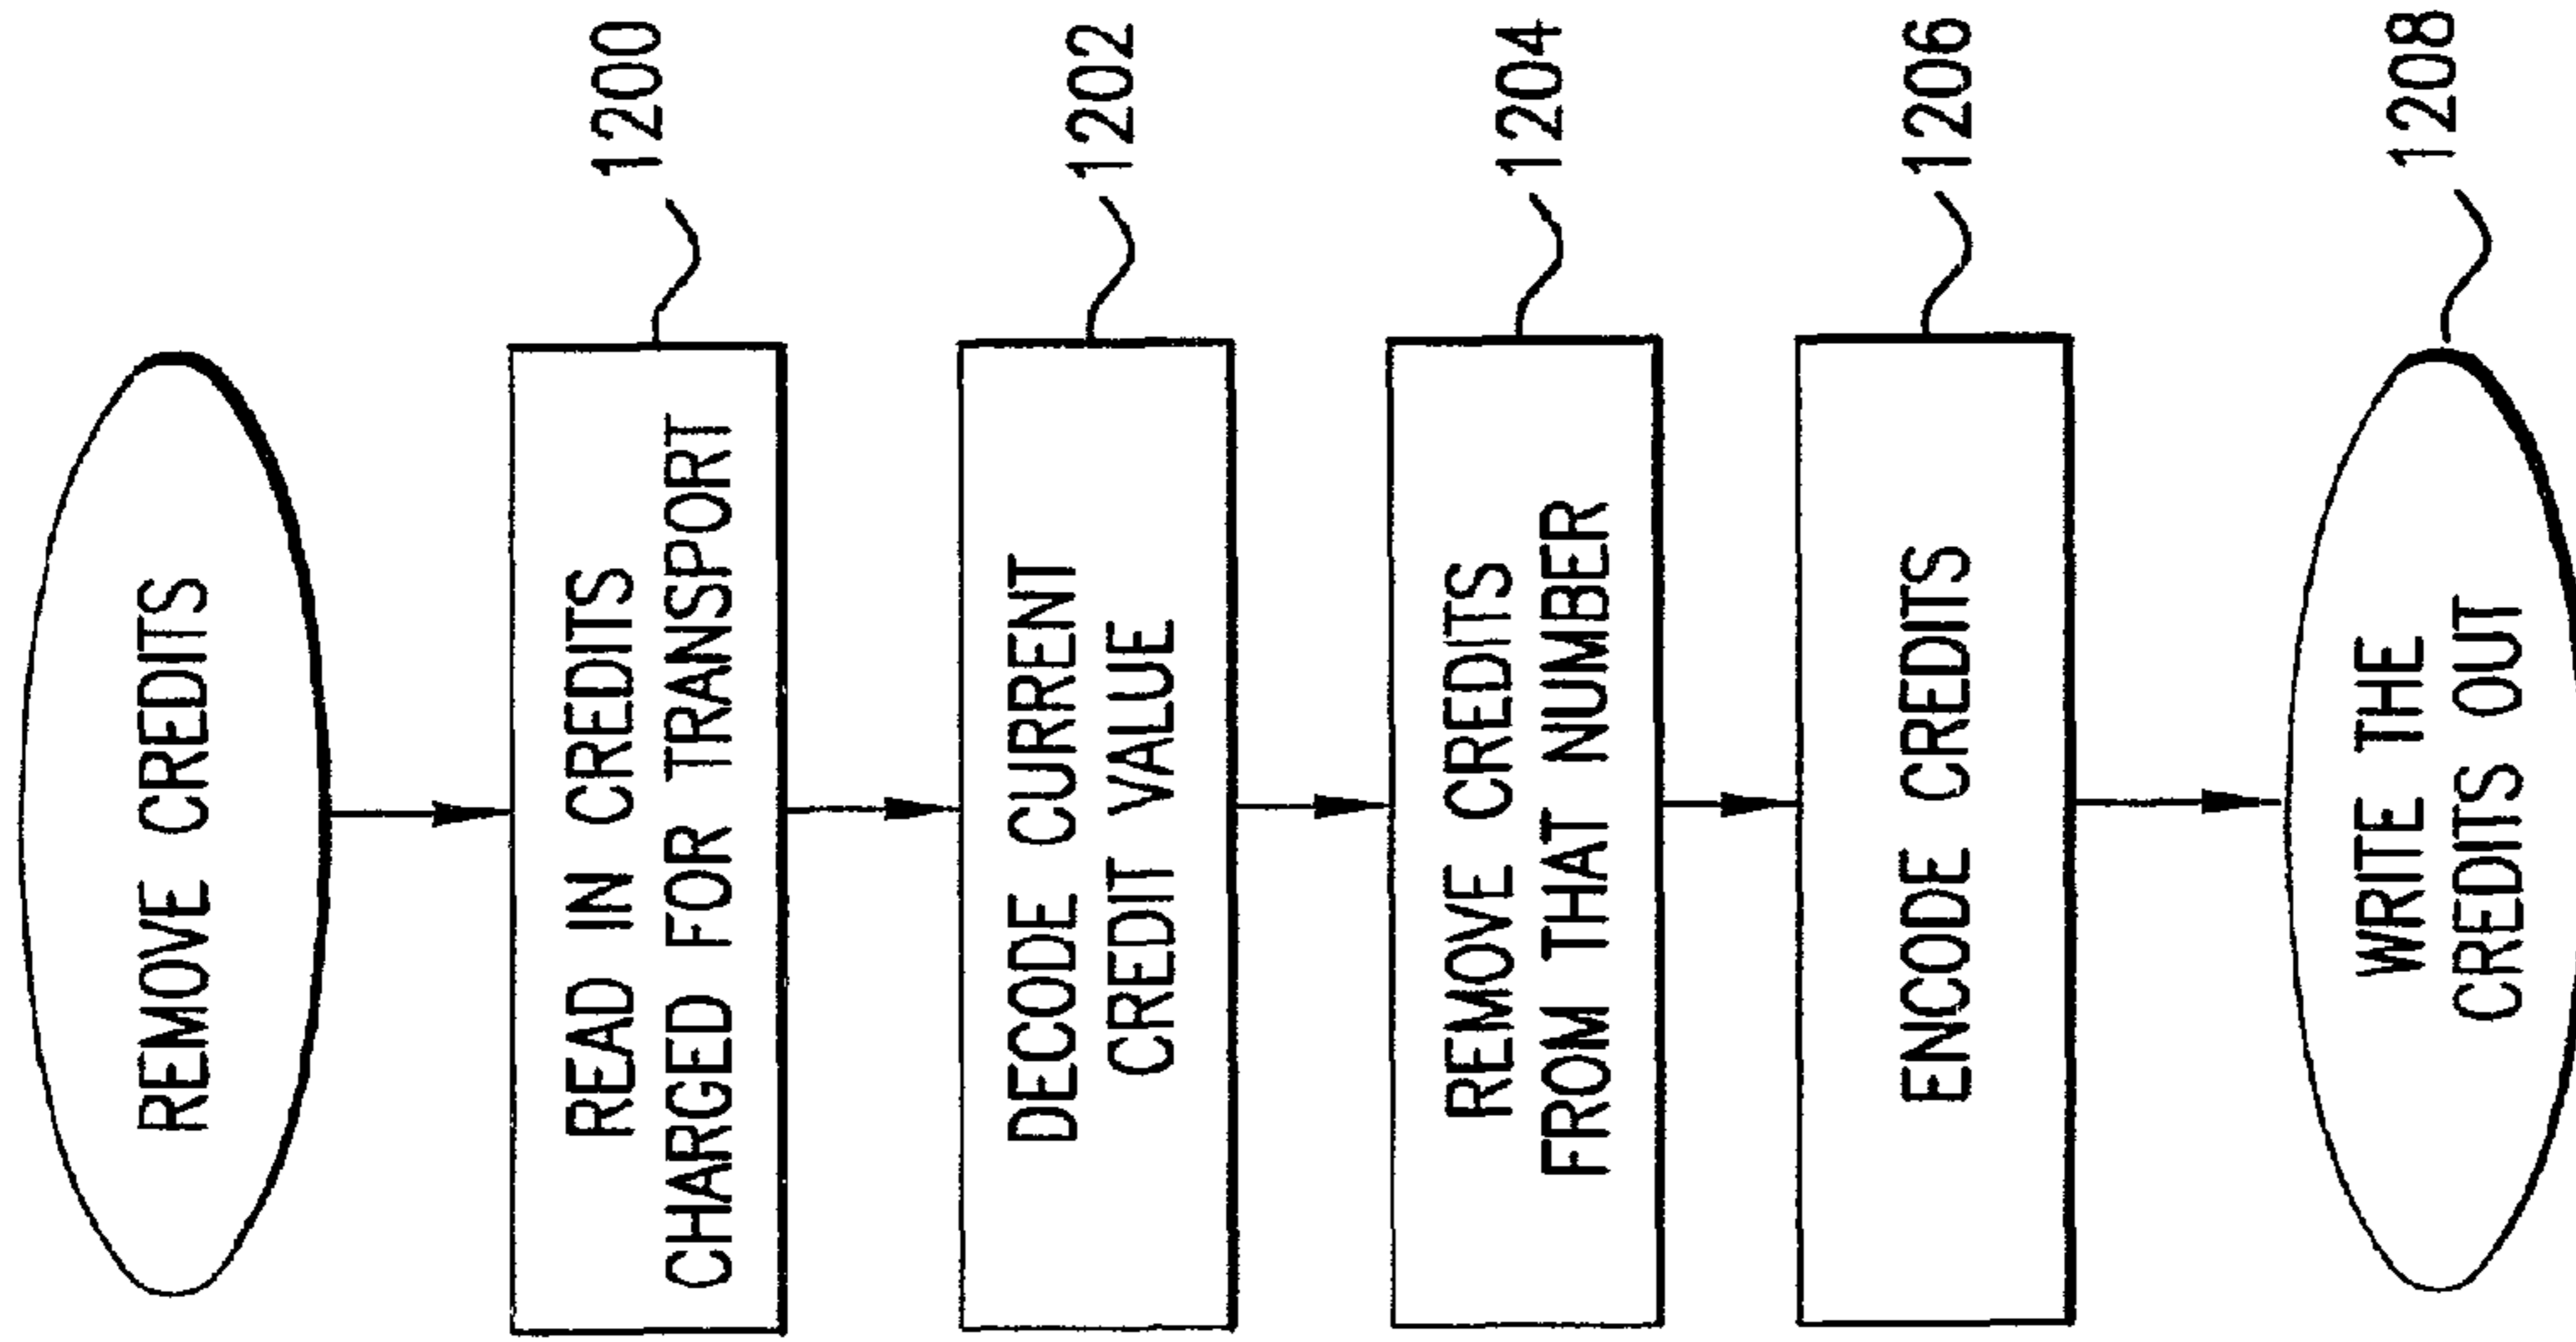 REMOVE CREDITS
READ IN CREDITS
CHARGED FOR TRANSPORT
1200
DECODE CURRENT
CREDIT VALUE
1202
REMOVE CREDITS
FROM THAT NUMBER
1204
ENCODE CREDITS
1206
WRITE THE
CREDITS OUT
1208